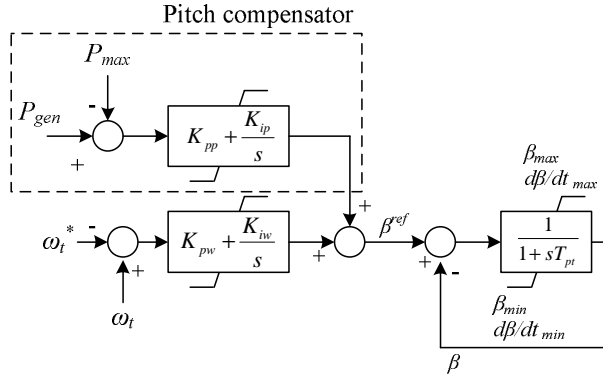 Pitch compensator
P_max
-
P_gen
+
K_pp + K_ip / s
ω_t*
-
+
ω_t
K_pw + K_iw / s
+
+
β^ref
+
-
β_max
dβ/dt_max
1 / 1 + sT_pt
β_min
dβ/dt_min
β